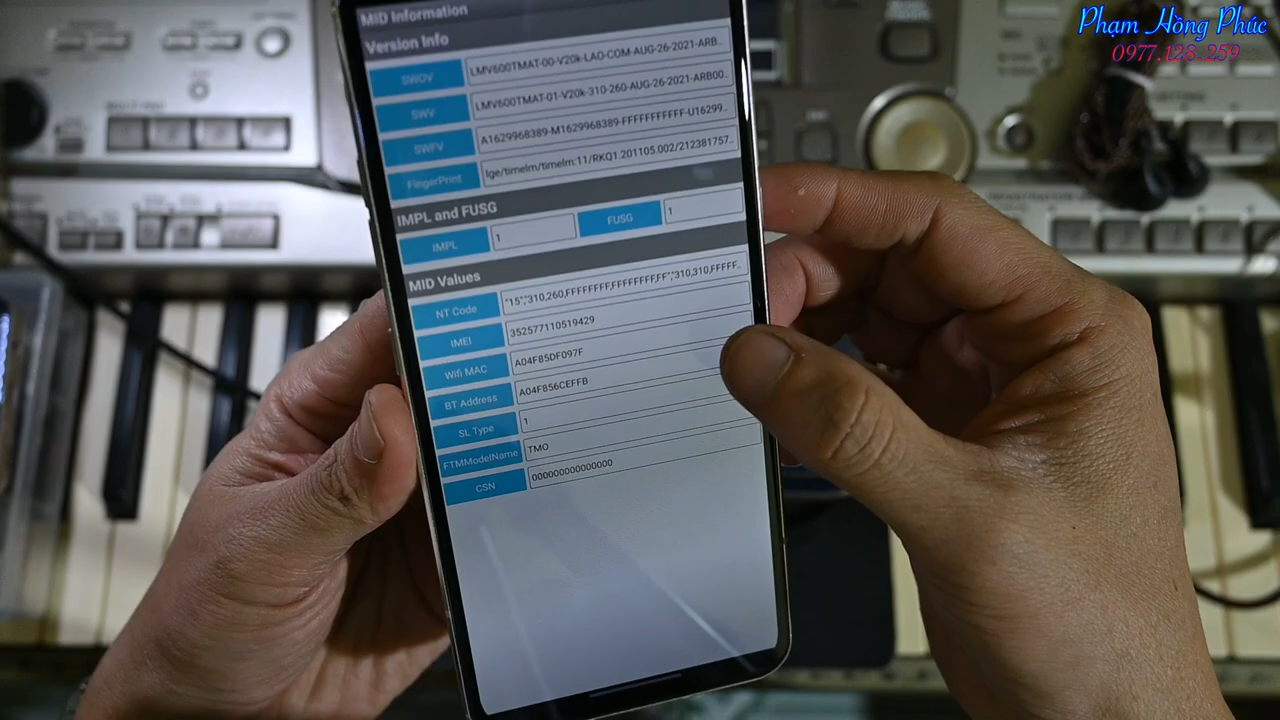 Phạm Hồng Phúc
0977.128.259
MID Information
Version Info
SWOV LMV600TMAT-00-V20k-LAO-COM-AUG-26-2021-ARB..
SWV LMV600TMAT-01-V20k-310-260-AUG-26-2021-ARB00..
SWFV A1629968389-M1629968389-FFFFFFFFFFF-U16299..
FingerPrint lge/timelm/timelm:11/RKQ1.201105.002/212381757..
IMPL and FUSG
IMPL 1 FUSG 1
MID Values
NT Code "15","310,260,FFFFFFFF,FFFFFFFF,FF","310,310,FFFFF..
IMEI 352577110519429
Wifi MAC A04F85DF097F
BT Address A04F856CEFFB
SL Type 1
FTMModelName TMO
CSN 00000000000000